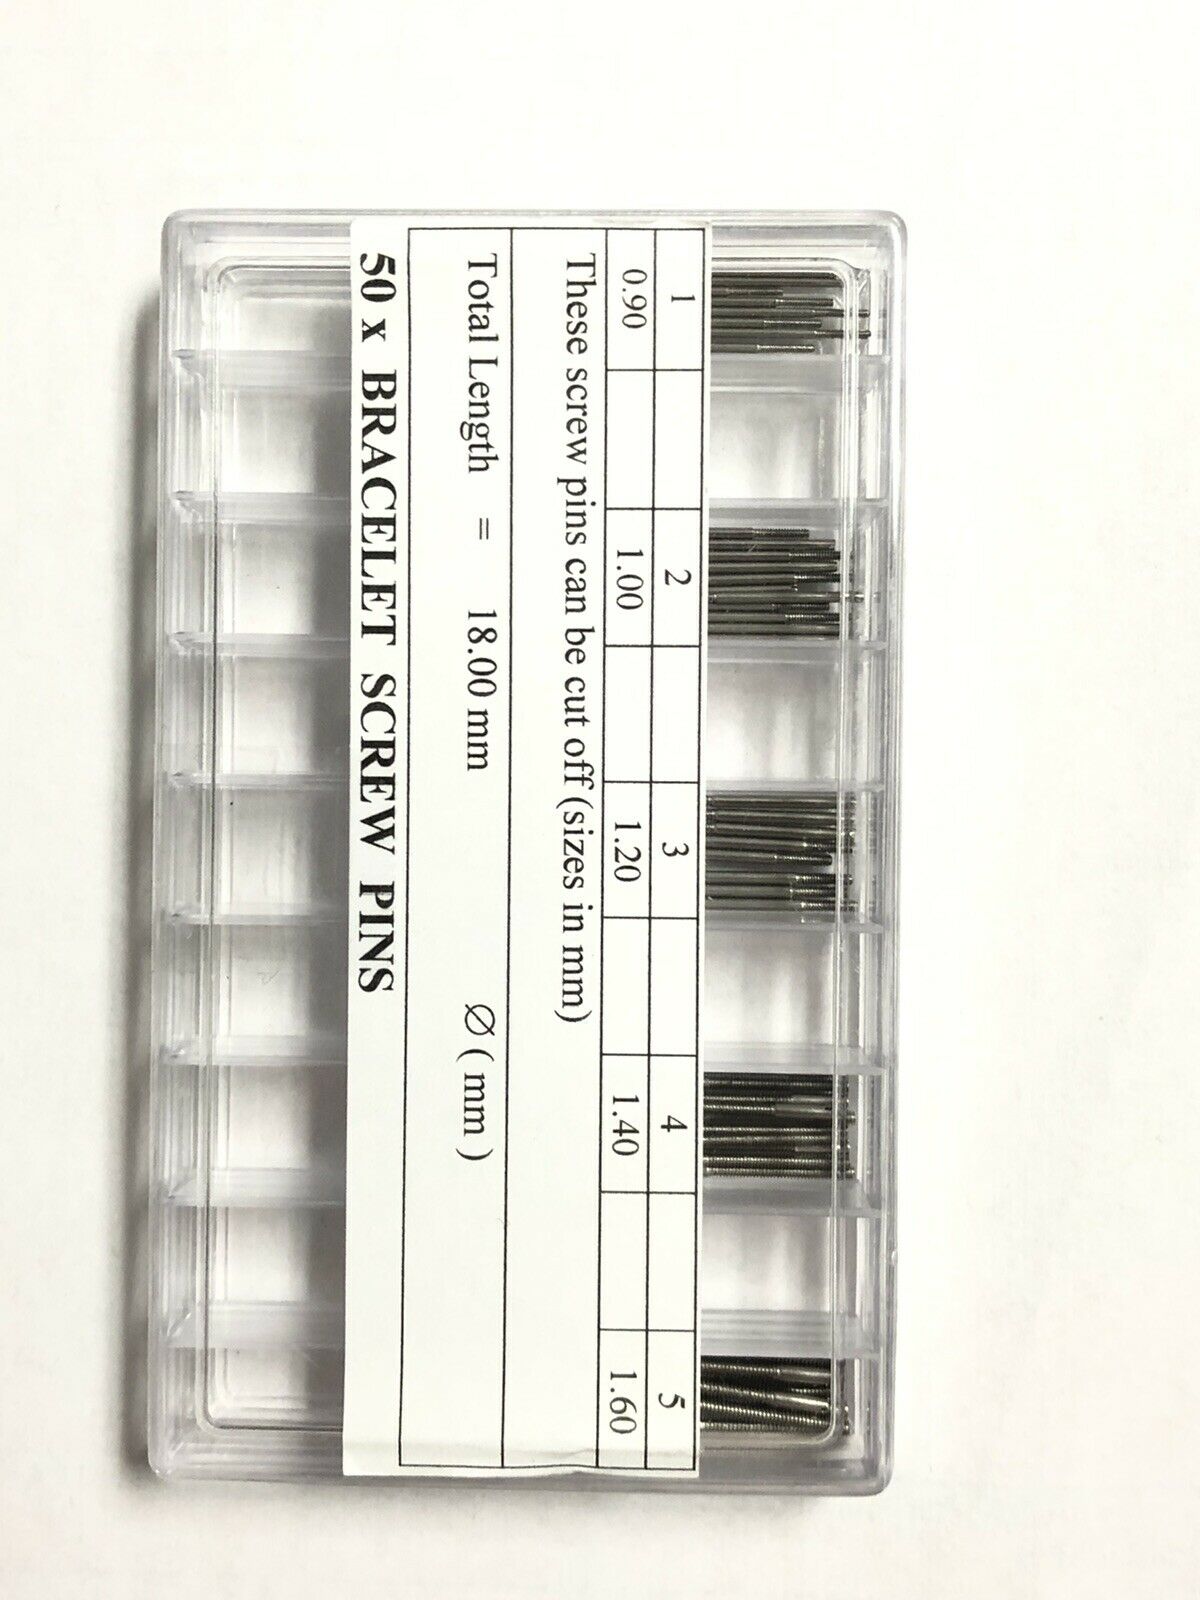 1 2 3 4 5
0.90 1.00 1.20 1.40 1.60
These screw pins can be cut off (sizes in mm)
Total Length = 18.00 mm Ø ( mm )
50 x BRACELET SCREW PINS